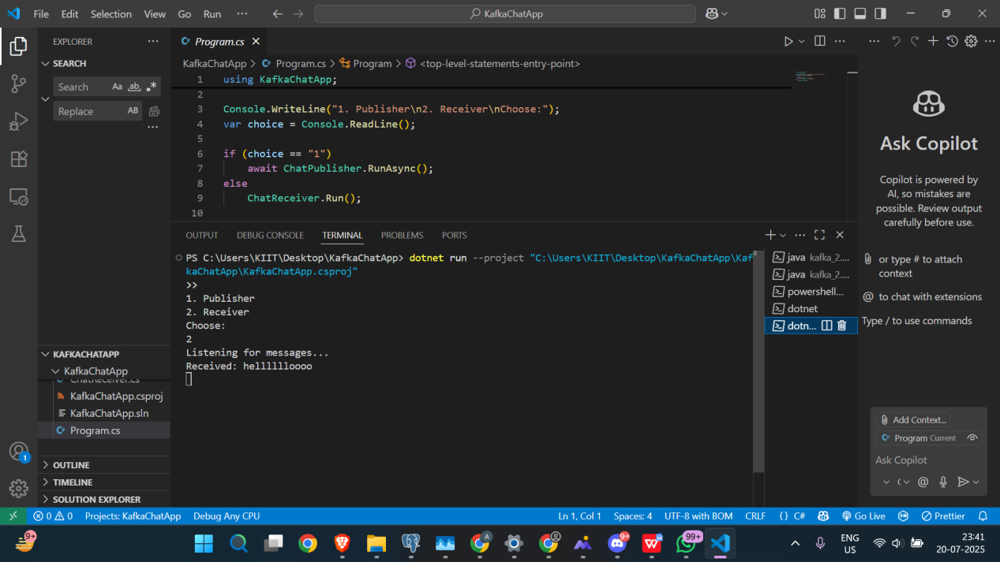 File Edit Selection View Go Run ··· KafkaChatApp
EXPLORER ···
SEARCH
Search Aa ab .*
Replace AB
···
KAFKACHATAPP
KafkaChatApp
ChatReceiver.cs
KafkaChatApp.csproj
KafkaChatApp.sln
Program.cs
OUTLINE
TIMELINE
SOLUTION EXPLORER
1
Program.cs
KafkaChatApp > Program.cs > Program > <top-level-statements-entry-point>
1 using KafkaChatApp;
2
3 Console.WriteLine("1. Publisher\n2. Receiver\nChoose:");
4 var choice = Console.ReadLine();
5
6 if (choice == "1")
7 await ChatPublisher.RunAsync();
8 else
9 ChatReceiver.Run();
10
OUTPUT DEBUG CONSOLE TERMINAL PROBLEMS PORTS
PS C:\Users\KIIT\Desktop\KafkaChatApp> dotnet run --project "C:\Users\KIIT\Desktop\KafkaChatApp\Kaf
kaChatApp\KafkaChatApp.csproj"
>>
1. Publisher
2. Receiver
Choose:
2
Listening for messages...
Received: helllllloooo
java kafka_2....
java kafka_2....
powershell...
dotnet
dotn...
Ask Copilot
Copilot is powered by
AI, so mistakes are
possible. Review output
carefully before use.
or type # to attach
context
@ to chat with extensions
Type / to use commands
Add Context...
Program Current
Ask Copilot
@
0 0 Projects: KafkaChatApp Debug Any CPU Ln 1, Col 1 Spaces: 4 UTF-8 with BOM CRLF {} C# Go Live Prettier
9+ A 9+ 99+ ENG 23:41
US 20-07-2025